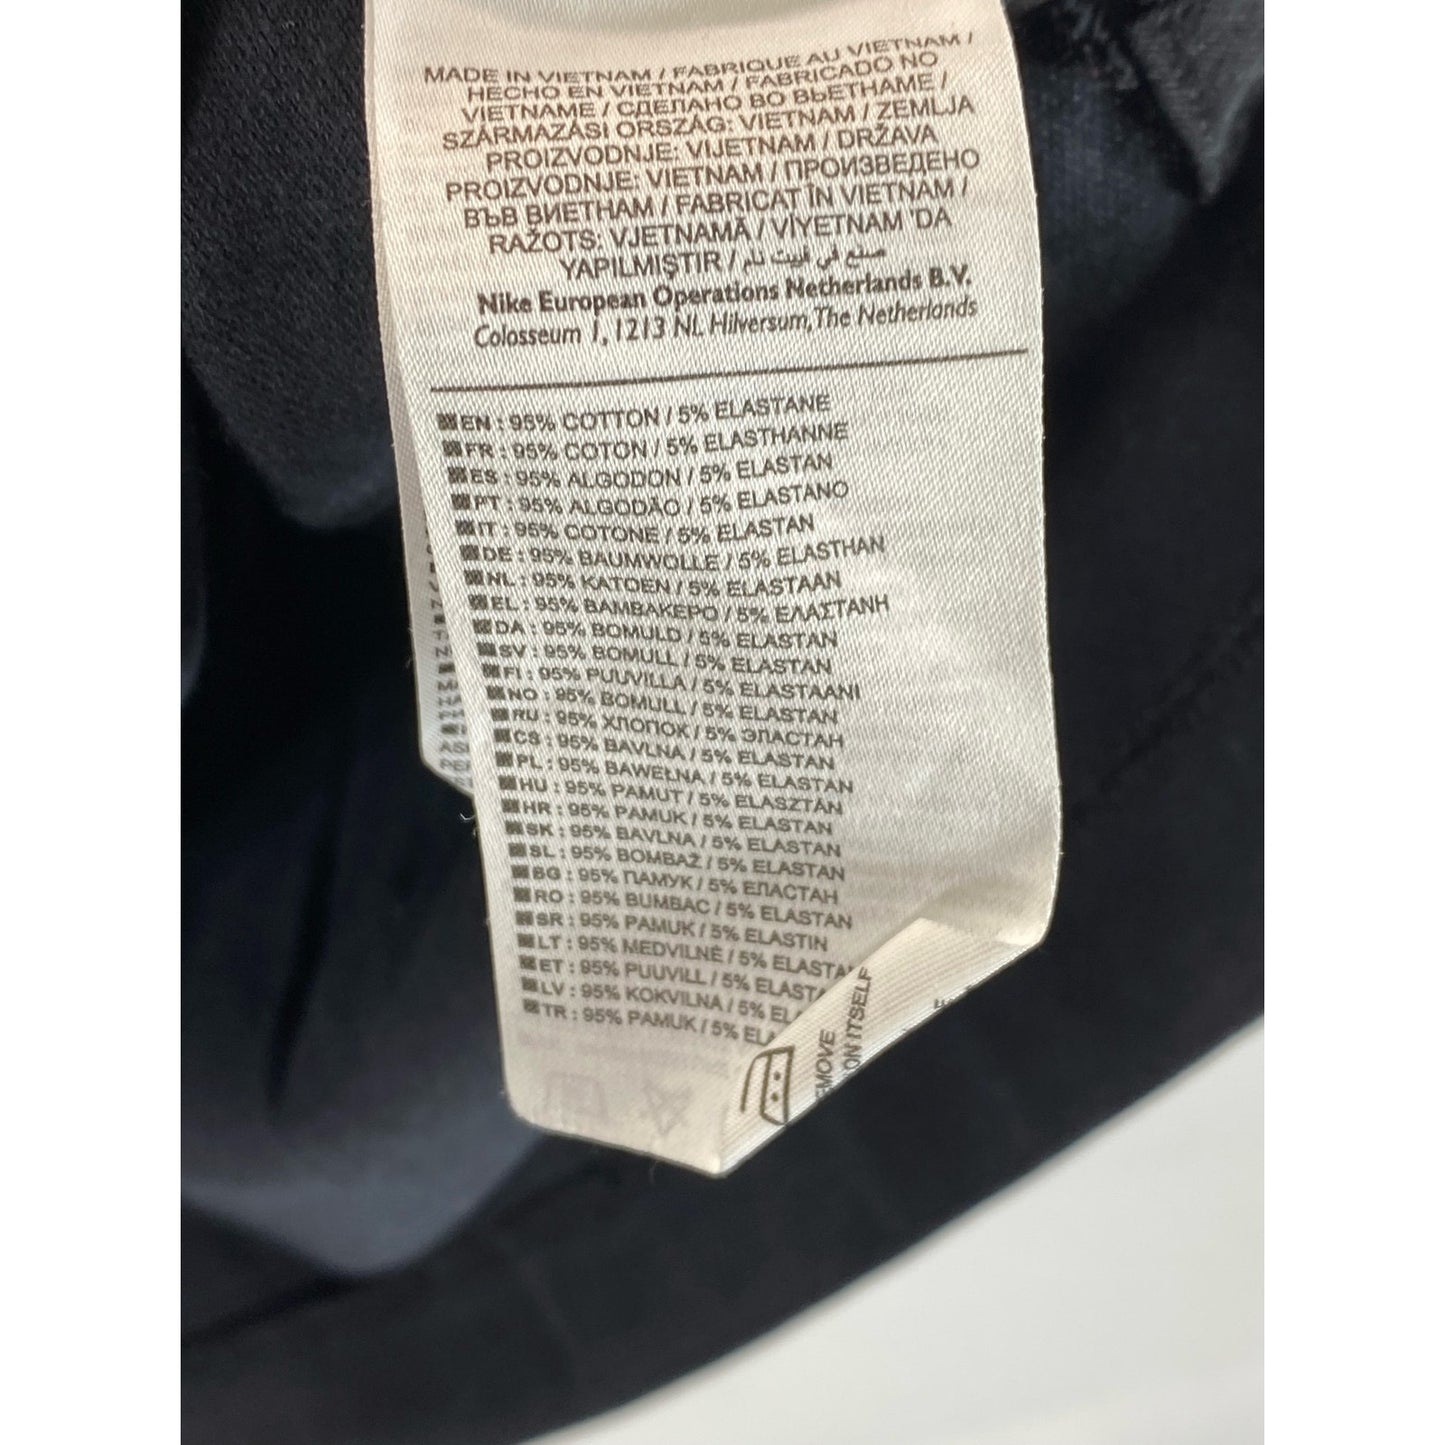 MADE IN VIETNAM / FABRIQUE AU VIETNAM /
HECHO EN VIETNAM / FABRICADO NO
VIETNAME / СДЕЛАНО ВО ВЬЕТНАМЕ /
SZÁRMAZÁSI ORSZÁG: VIETNAM / ZEMLJA
PROIZVODNJE: VIJETNAM / DRŽAVA
PROIZVODNJE: VIETNAM / ПРОИЗВЕДЕНО
ВЪВ ВИЕТНАМ / FABRICAT ÎN VIETNAM /
RAŽOTS: VJETNAMĀ / VİYETNAM 'DA
YAPILMIŞTIR / صنع في فييت نام
Nike European Operations Netherlands B.V.
Colosseum 1, 1213 NL Hilversum, The Netherlands
EN : 95% COTTON / 5% ELASTANE
FR : 95% COTON / 5% ELASTHANNE
ES : 95% ALGODON / 5% ELASTAN
PT : 95% ALGODÃO / 5% ELASTANO
IT : 95% COTONE / 5% ELASTAN
DE : 95% BAUMWOLLE / 5% ELASTHAN
NL : 95% KATOEN / 5% ELASTAAN
EL : 95% ΒΑΜΒΑΚΕΡΟ / 5% ΕΛΑΣΤΑΝΗ
DA : 95% BOMULD / 5% ELASTAN
SV : 95% BOMULL / 5% ELASTAN
FI : 95% PUUVILLA / 5% ELASTAANI
NO : 95% BOMULL / 5% ELASTAN
RU : 95% ХЛОПОК / 5% ЭЛАСТАН
CS : 95% BAVLNA / 5% ELASTAN
PL : 95% BAWEŁNA / 5% ELASTAN
HU : 95% PAMUT / 5% ELASZTÁN
HR : 95% PAMUK / 5% ELASTAN
SK : 95% BAVLNA / 5% ELASTAN
SL : 95% BOMBAŽ / 5% ELASTAN
BG : 95% ПАМУК / 5% ЕЛАСТАН
RO : 95% BUMBAC / 5% ELASTAN
SR : 95% PAMUK / 5% ELASTIN
LT : 95% MEDVILNĖ / 5% ELASTA
ET : 95% PUUVILL / 5% ELAST
LV : 95% KOKVILNA / 5% EL
TR : 95% PAMUK / 5% ELA
EMOVE
ON ITSELF